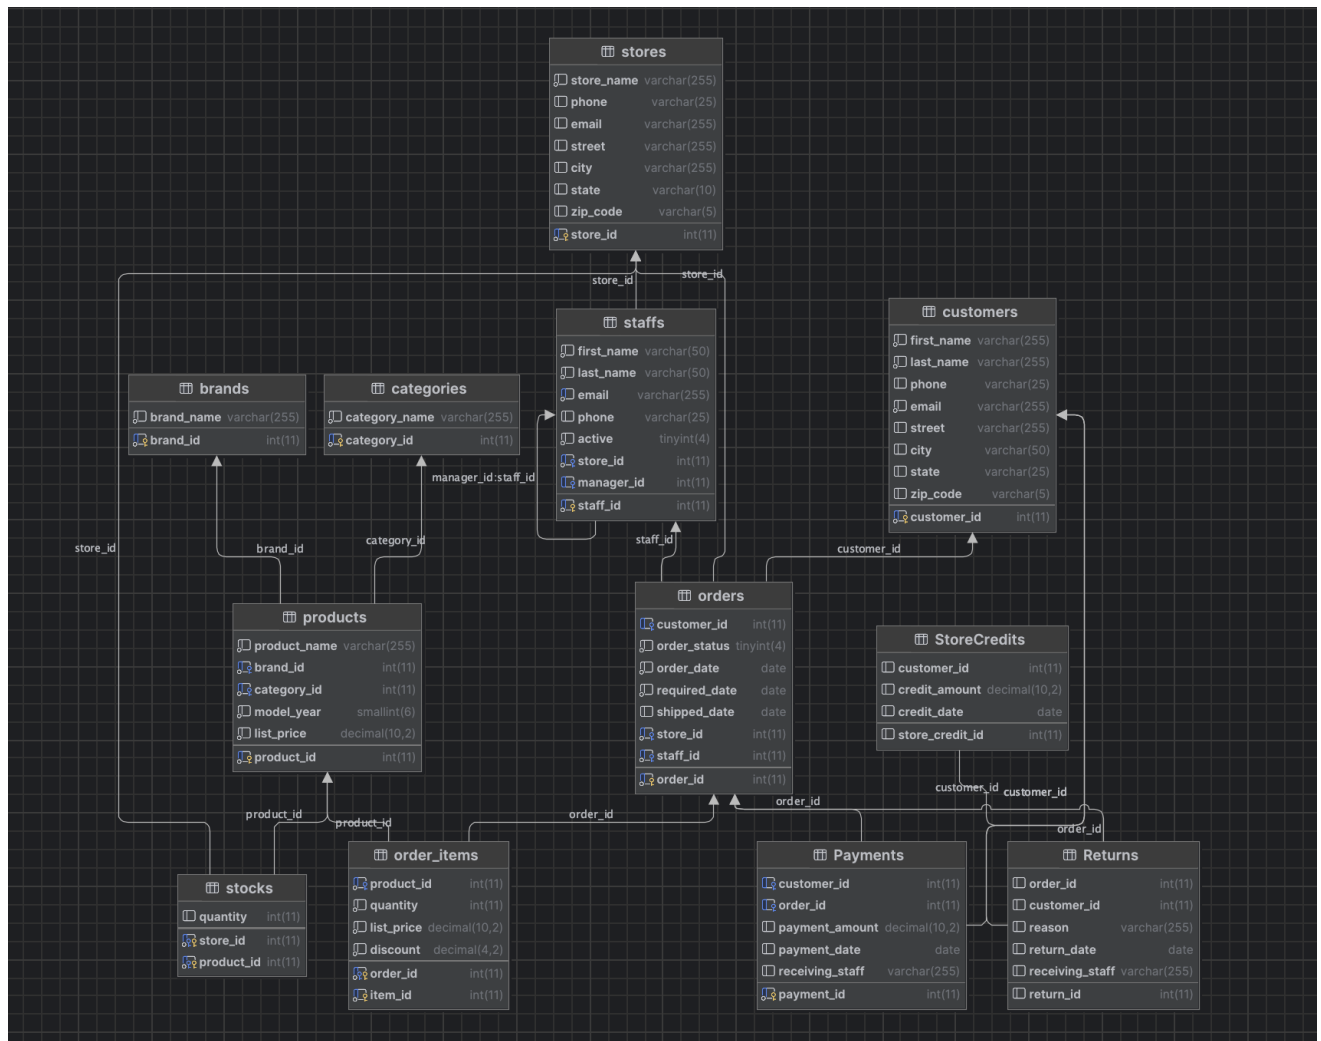 stores
store_name varchar(255)
phone varchar(25)
email varchar(255)
street varchar(255)
city varchar(255)
state varchar(10)
zip_code varchar(5)
store_id int(11)
store_id
store_id
staffs
first_name varchar(50)
last_name varchar(50)
email varchar(255)
phone varchar(25)
active tinyint(4)
store_id int(11)
manager_id int(11)
staff_id int(11)
customers
first_name varchar(255)
last_name varchar(255)
phone varchar(25)
email varchar(255)
street varchar(255)
city varchar(50)
state varchar(25)
zip_code varchar(5)
customer_id int(11)
brands
brand_name varchar(255)
brand_id int(11)
categories
category_name varchar(255)
category_id int(11)
manager_id:staff_id
store_id
brand_id
category_id
staff_id
customer_id
products
product_name varchar(255)
brand_id int(11)
category_id int(11)
model_year smallint(6)
list_price decimal(10,2)
product_id int(11)
orders
customer_id int(11)
order_status tinyint(4)
order_date date
required_date date
shipped_date date
store_id int(11)
staff_id int(11)
order_id int(11)
StoreCredits
customer_id int(11)
credit_amount decimal(10,2)
credit_date date
store_credit_id int(11)
product_id
product_id
order_id
order_id
customer_id
customer_id
order_id
stocks
quantity int(11)
store_id int(11)
product_id int(11)
order_items
product_id int(11)
quantity int(11)
list_price decimal(10,2)
discount decimal(4,2)
order_id int(11)
item_id int(11)
Payments
customer_id int(11)
order_id int(11)
payment_amount decimal(10,2)
payment_date date
receiving_staff varchar(255)
payment_id int(11)
Returns
order_id int(11)
customer_id int(11)
reason varchar(255)
return_date date
receiving_staff varchar(255)
return_id int(11)